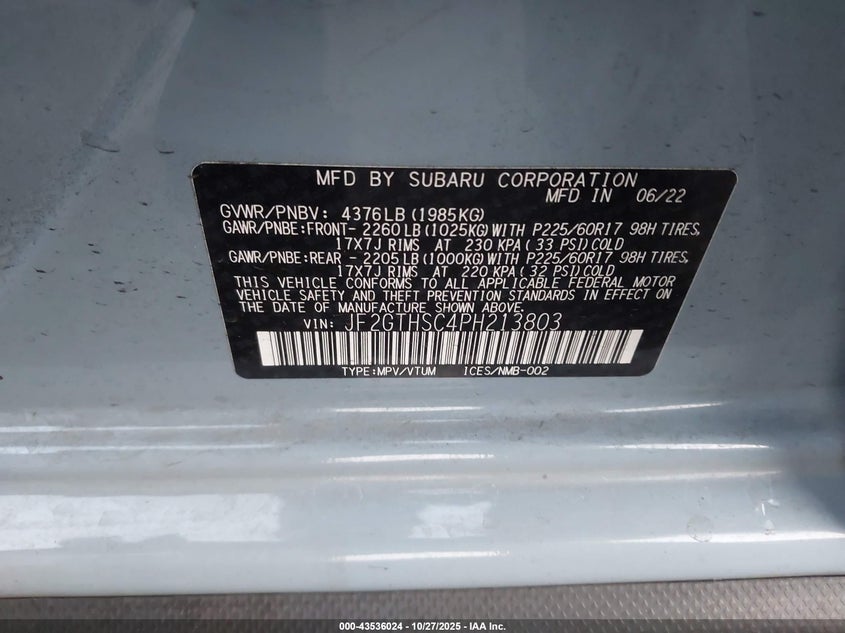 MFD BY SUBARU CORPORATION
MFD IN 06/22
GVWR/PNBV: 4376LB (1985KG)
GAWR/PNBE:FRONT- 2260LB (1025KG) WITH P225/60R17 98H TIRES,
17X7J RIMS AT 230 KPA ( 33 PSI) COLD
GAWR/PNBE:REAR - 2205LB (1000KG) WITH P225/60R17 98H TIRES,
17X7J RIMS AT 220 KPA ( 32 PSI) COLD
THIS VEHICLE CONFORMS TO ALL APPLICABLE FEDERAL MOTOR
VEHICLE SAFETY AND THEFT PREVENTION STANDARDS IN EFFECT ON
THE DATE OF MANUFACTURE SHOWN ABOVE.
VIN: JF2GTHSC4PH213803
TYPE:MPV/VTUM ICES/NMB-002
000-43536024 | 10/27/2025 - IAA Inc.